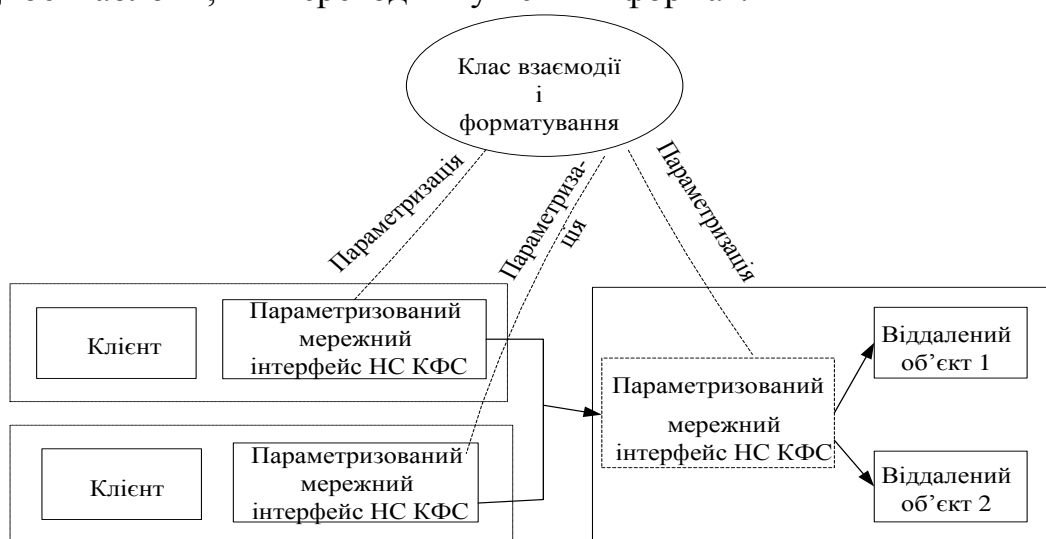 Клас взаємодії
і
форматування
Параметризація
Параметриза-
ція
Параметризація
Клієнт
Параметризований
мережний
інтерфейс НС КФС
Клієнт
Параметризований
мережний
інтерфейс НС КФС
Параметризований
мережний
інтерфейс НС КФС
Віддалений
об’єкт 1
Віддалений
об’єкт 2